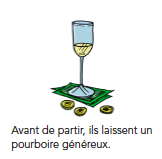 Avant de partir, ils laissent un
pourboire généreux.